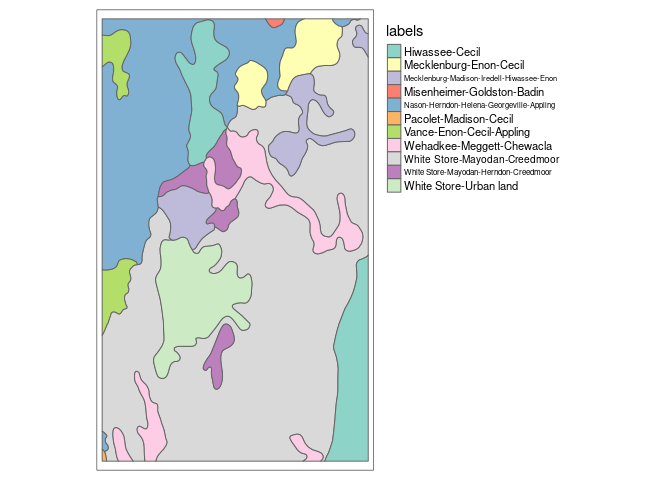 labels
Hiwassee-Cecil
Mecklenburg-Enon-Cecil
Mecklenburg-Madison-Iredell-Hiwassee-Enon
Misenheimer-Goldston-Badin
Nason-Herndon-Helena-Georgeville-Appling
Pacolet-Madison-Cecil
Vance-Enon-Cecil-Appling
Wehadkee-Meggett-Chewacla
White Store-Mayodan-Creedmoor
White Store-Mayodan-Herndon-Creedmoor
White Store-Urban land